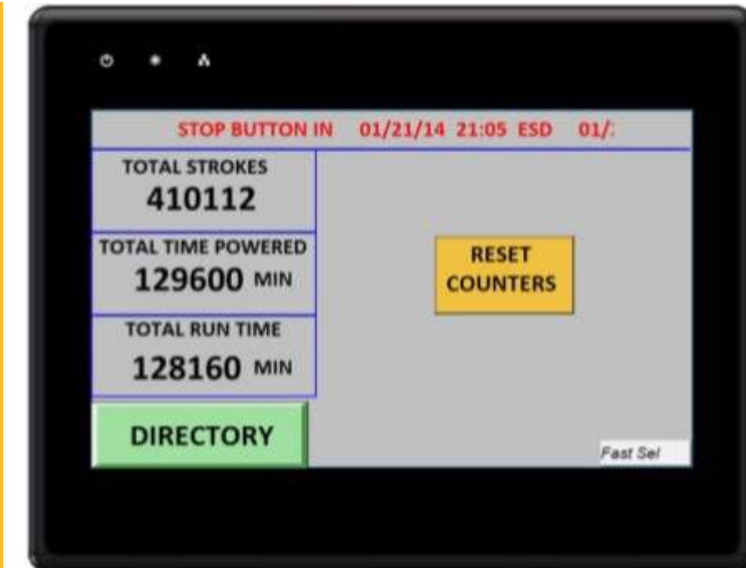 STOP BUTTON IN 01/21/14 21:05 ESD 01/:
TOTAL STROKES
410112
TOTAL TIME POWERED
129600 MIN
TOTAL RUN TIME
128160 MIN
RESET
COUNTERS
DIRECTORY
Fast Sel